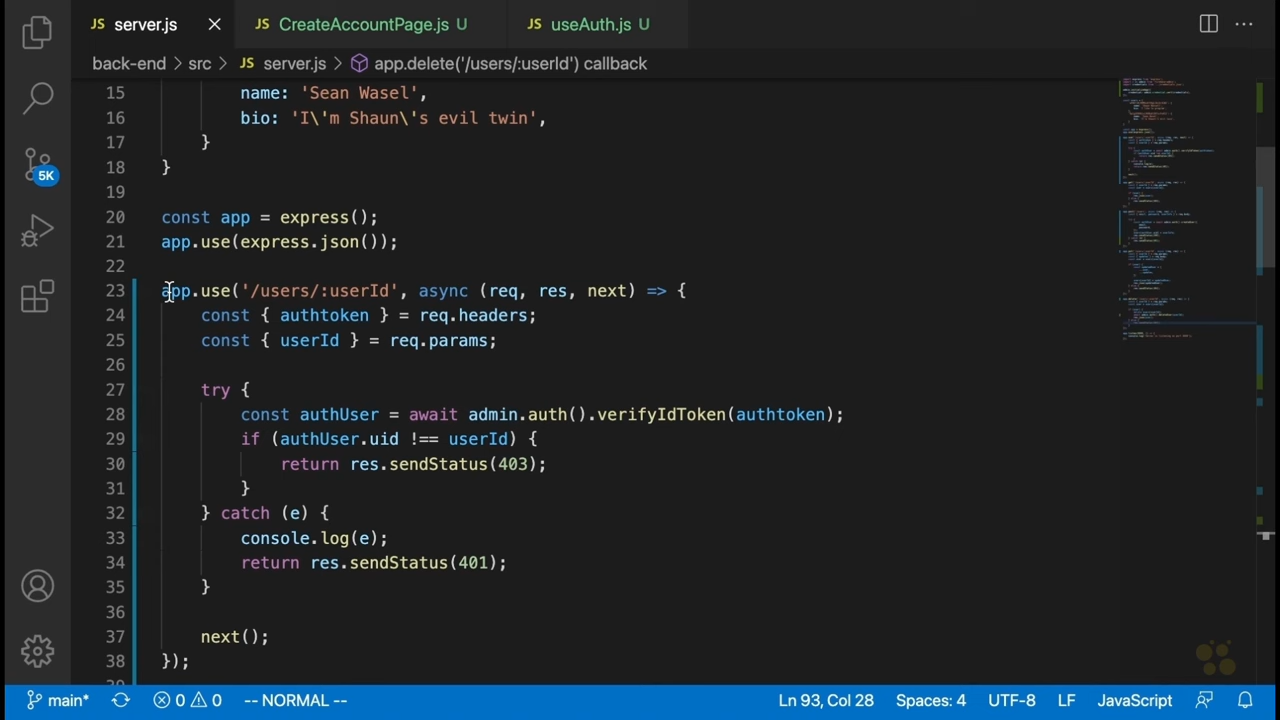 JS server.js
JS CreateAccountPage.js U
JS useAuth.js U
back-end > src > JS server.js > app.delete('/users/:userId') callback
15 name: 'Sean Wasel',
16 bio: 'I\'m Shaun\'s evil twin',
17 }
18 }
19
20 const app = express();
21 app.use(express.json());
22
23 app.use('/users/:userId', async (req, res, next) => {
24 const { authtoken } = req.headers;
25 const { userId } = req.params;
26
27 try {
28 const authUser = await admin.auth().verifyIdToken(authtoken);
29 if (authUser.uid !== userId) {
30 return res.sendStatus(403);
31 }
32 } catch (e) {
33 console.log(e);
34 return res.sendStatus(401);
35 }
36
37 next();
38 });
5K
main* 0 0 -- NORMAL -- Ln 93, Col 28 Spaces: 4 UTF-8 LF JavaScript